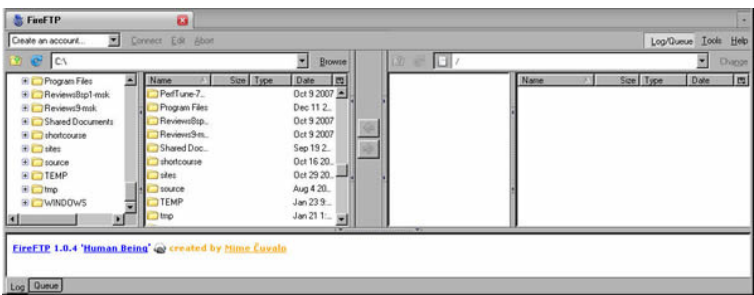 FireFTP
Create an account... Connect Edit Abort Log/Queue Tools Help
C:\ Browse / Change
Program Files
Reviews8sp1-msk
Reviews9-msk
Shared Documents
shortcourse
sites
source
TEMP
tmp
WINDOWS
Name Size Type Date
PerfTune-7... Oct 9 2007
Program Files Dec 11 2...
Reviews8sp... Oct 9 2007
Reviews9-m... Oct 9 2007
Shared Doc... Sep 19 2...
shortcourse Oct 16 20...
sites Oct 29 20...
source Aug 4 20...
TEMP Jan 23 9:...
tmp Jan 21 1:...
Name Size Type Date
FireFTP 1.0.4 'Human Being' created by Mime Čuvalo
Log Queue